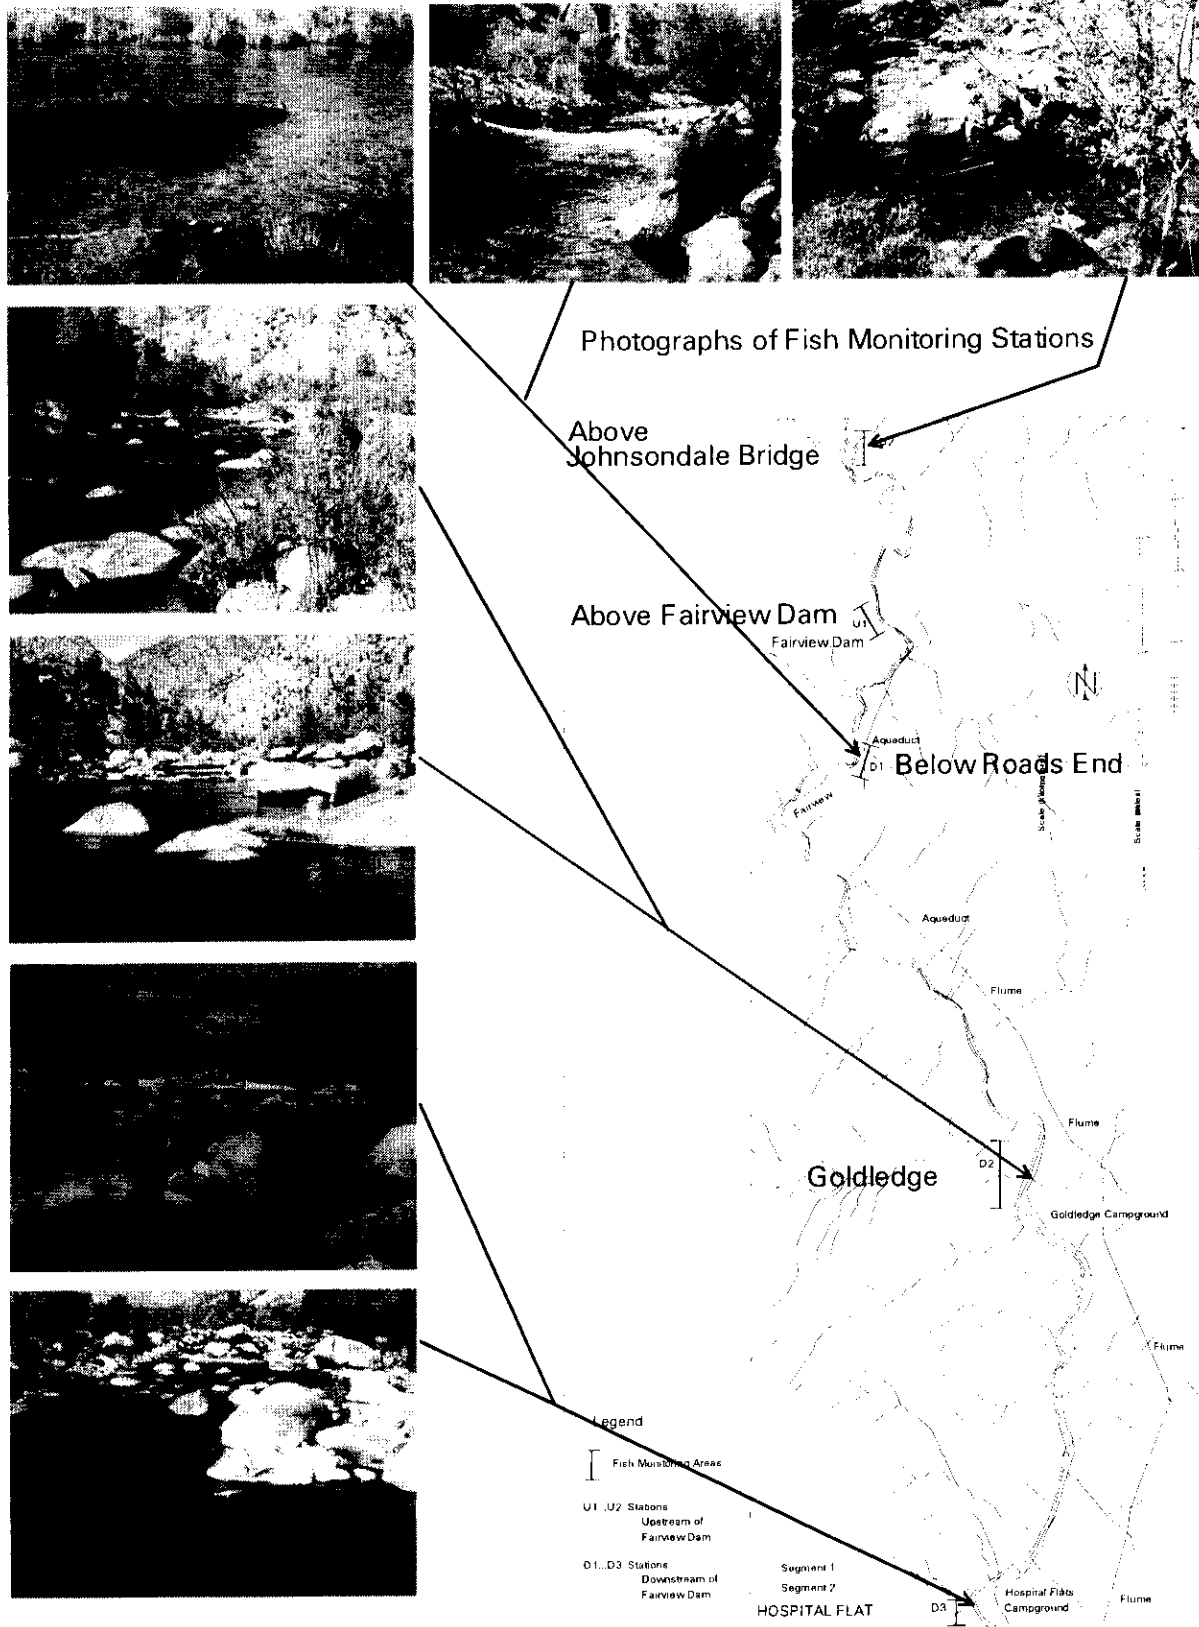 Photographs of Fish Monitoring Stations
Above
Johnsondale Bridge
Above Fairview Dam
U1
Fairview Dam
N
Aqueduct
D1
Below Roads End
Fairview
Aqueduct
Flume
Flume
D2
Goldledge
Goldledge Campground
Flume
Legend
Fish Monitoring Areas
U1..U2 Stations
Upstream of
Fairview Dam
D1...D3 Stations
Downstream of
Fairview Dam
Segment 1
Segment 2
HOSPITAL FLAT
D3
Hospital Flats
Campground
Flume